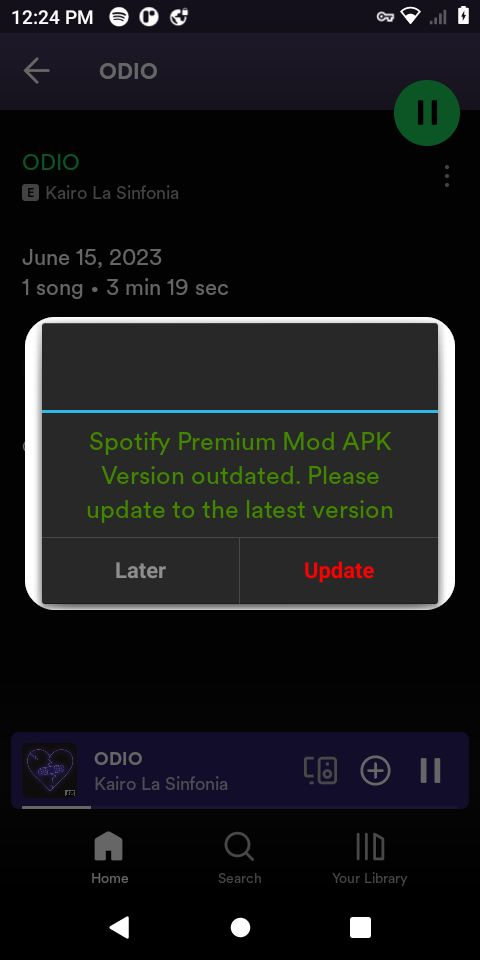 12:24 PM
ODIO
ODIO
E Kairo La Sinfonia
June 15, 2023
1 song • 3 min 19 sec
Spotify Premium Mod APK
Version outdated. Please
update to the latest version
Later
Update
ODIO
Kairo La Sinfonia
Home
Search
Your Library